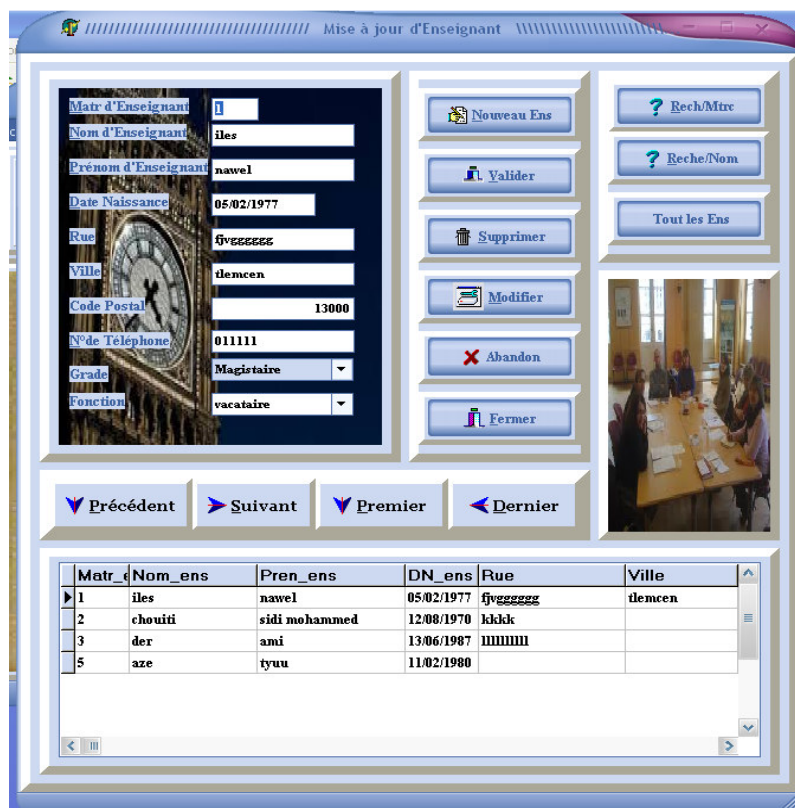 Mise à jour d'Enseignant
Matr d'Enseignant 1
Nom d'Enseignant iles
Prénom d'Enseignant nawel
Date Naissance 05/02/1977
Rue fjvgggggg
Ville tlemcen
Code Postal 13000
N°de Téléphone 011111
Grade Magistaire
Fonction vacataire
Nouveau Ens
Valider
Supprimer
Modifier
Abandon
Fermer
Rech/Mtrc
Reche/Nom
Tout les Ens
Précédent Suivant Premier Dernier
Matr_e Nom_ens Pren_ens DN_ens Rue Ville
1 iles nawel 05/02/1977 fjvgggggg tlemcen
2 chouiti sidi mohammed 12/08/1970 kkkk
3 der ami 13/06/1987 llllllllll
5 aze tyuu 11/02/1980